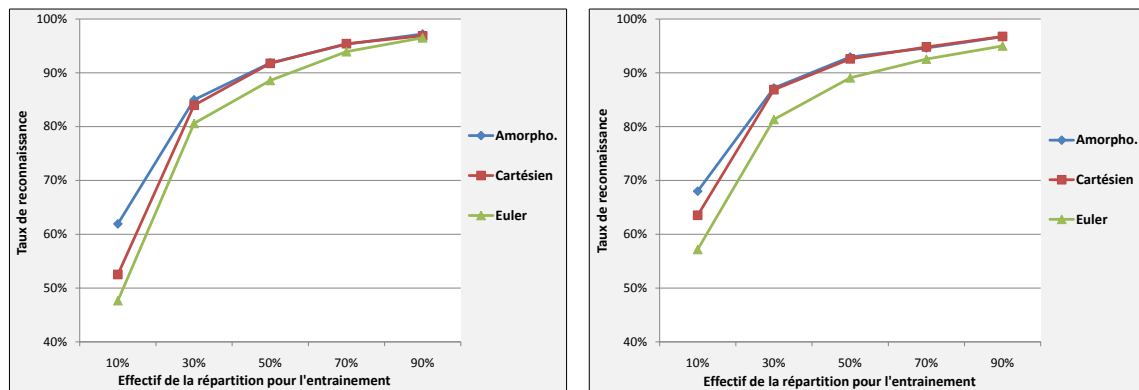 100%
90%
80%
70%
60%
50%
40%
Taux de reconnaissance
10% 30% 50% 70% 90%
Effectif de la répartition pour l'entrainement
Amorpho.
Cartésien
Euler
100%
90%
80%
70%
60%
50%
40%
Taux de reconnaissance
10% 30% 50% 70% 90%
Effectif de la répartition pour l'entrainement
Amorpho.
Cartésien
Euler